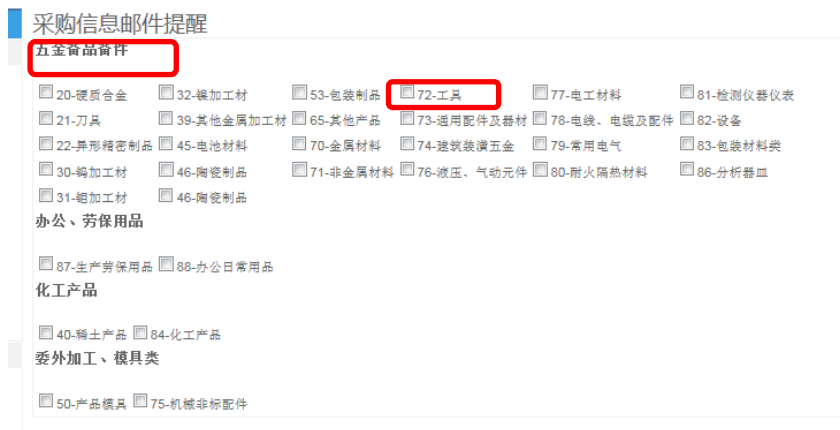 采购信息邮件提醒
五金备品备件
20-硬质合金 32-镍加工材 53-包装制品 72-工具 77-电工材料 81-检测仪器仪表
21-刀具 39-其他金属加工材 65-其他产品 73-通用配件及器材 78-电线、电缆及配件 82-设备
22-异形精密制品 45-电池材料 70-金属材料 74-建筑装潢五金 79-常用电气 83-包装材料类
30-钨加工材 46-陶瓷制品 71-非金属材料 76-液压、气动元件 80-耐火隔热材料 86-分析器皿
31-钼加工材 46-陶瓷制品
办公、劳保用品
87-生产劳保用品 88-办公日常用品
化工产品
40-稀土产品 84-化工产品
委外加工、模具类
50-产品模具 75-机械非标配件